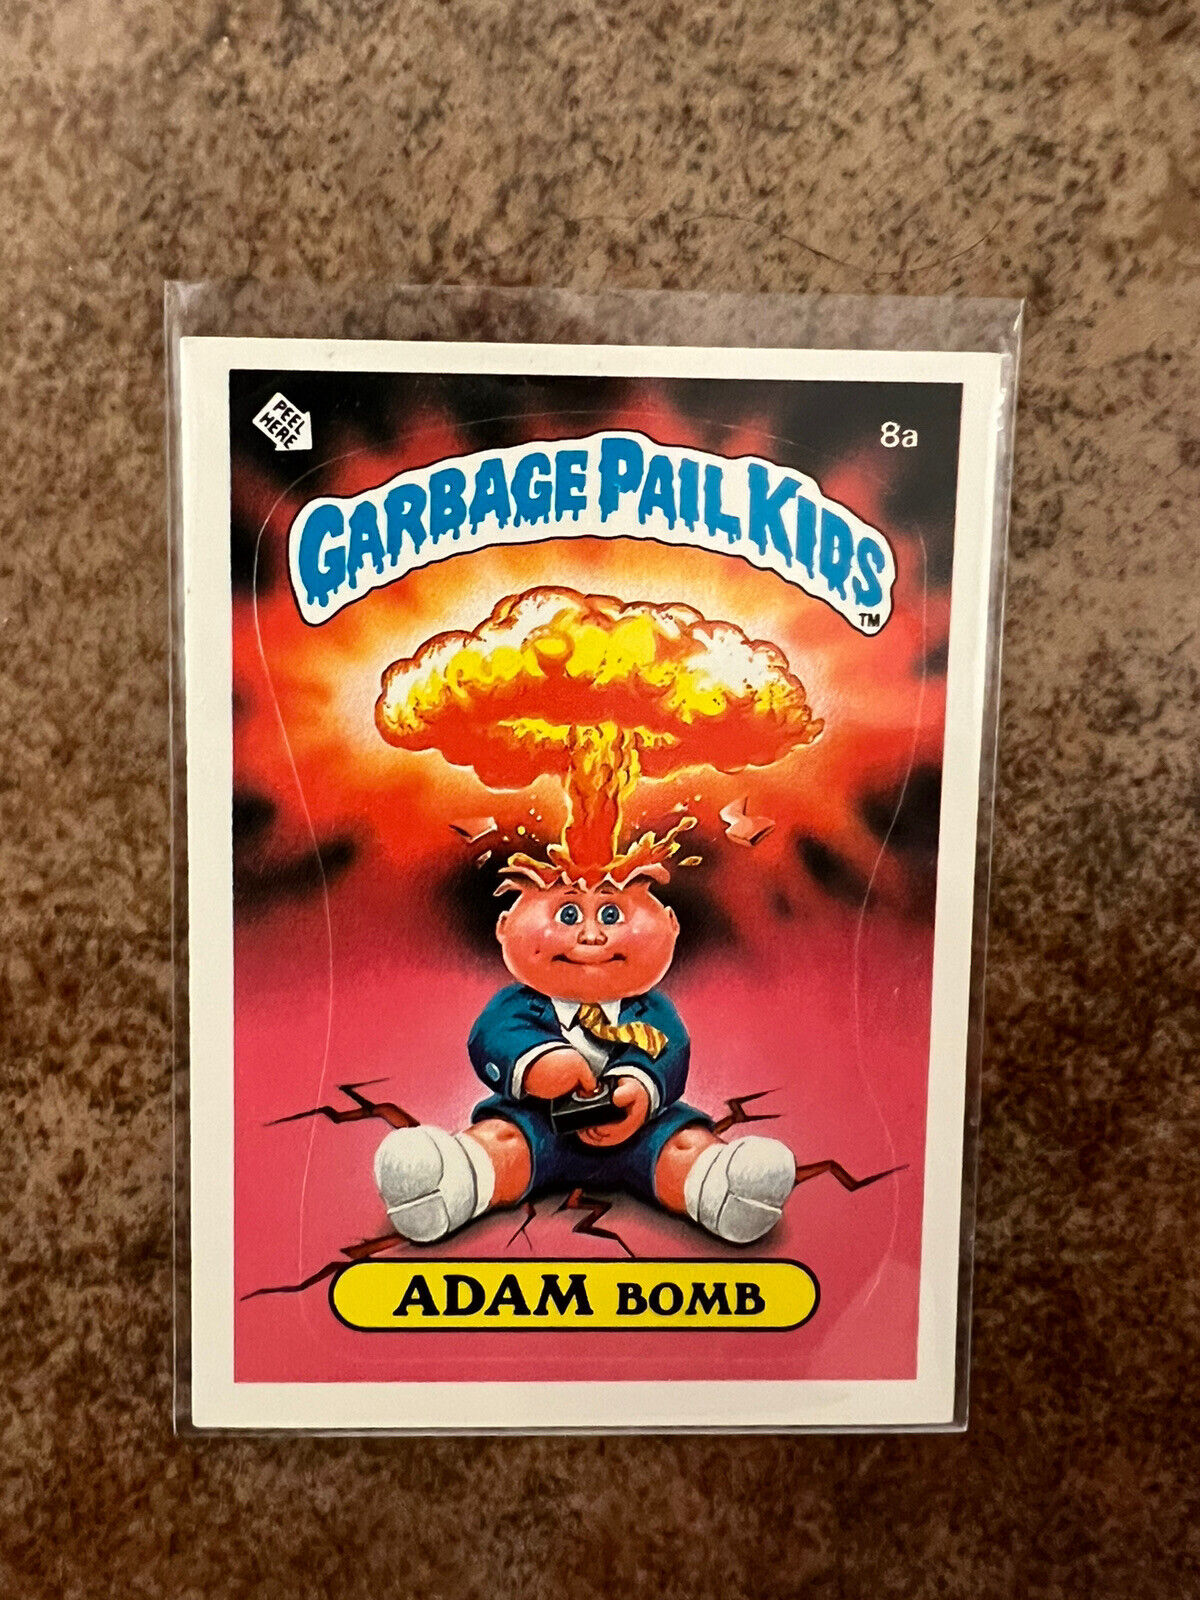 PEEL
HERE
8a
GARBAGE PAIL KIDS
TM
ADAM BOMB